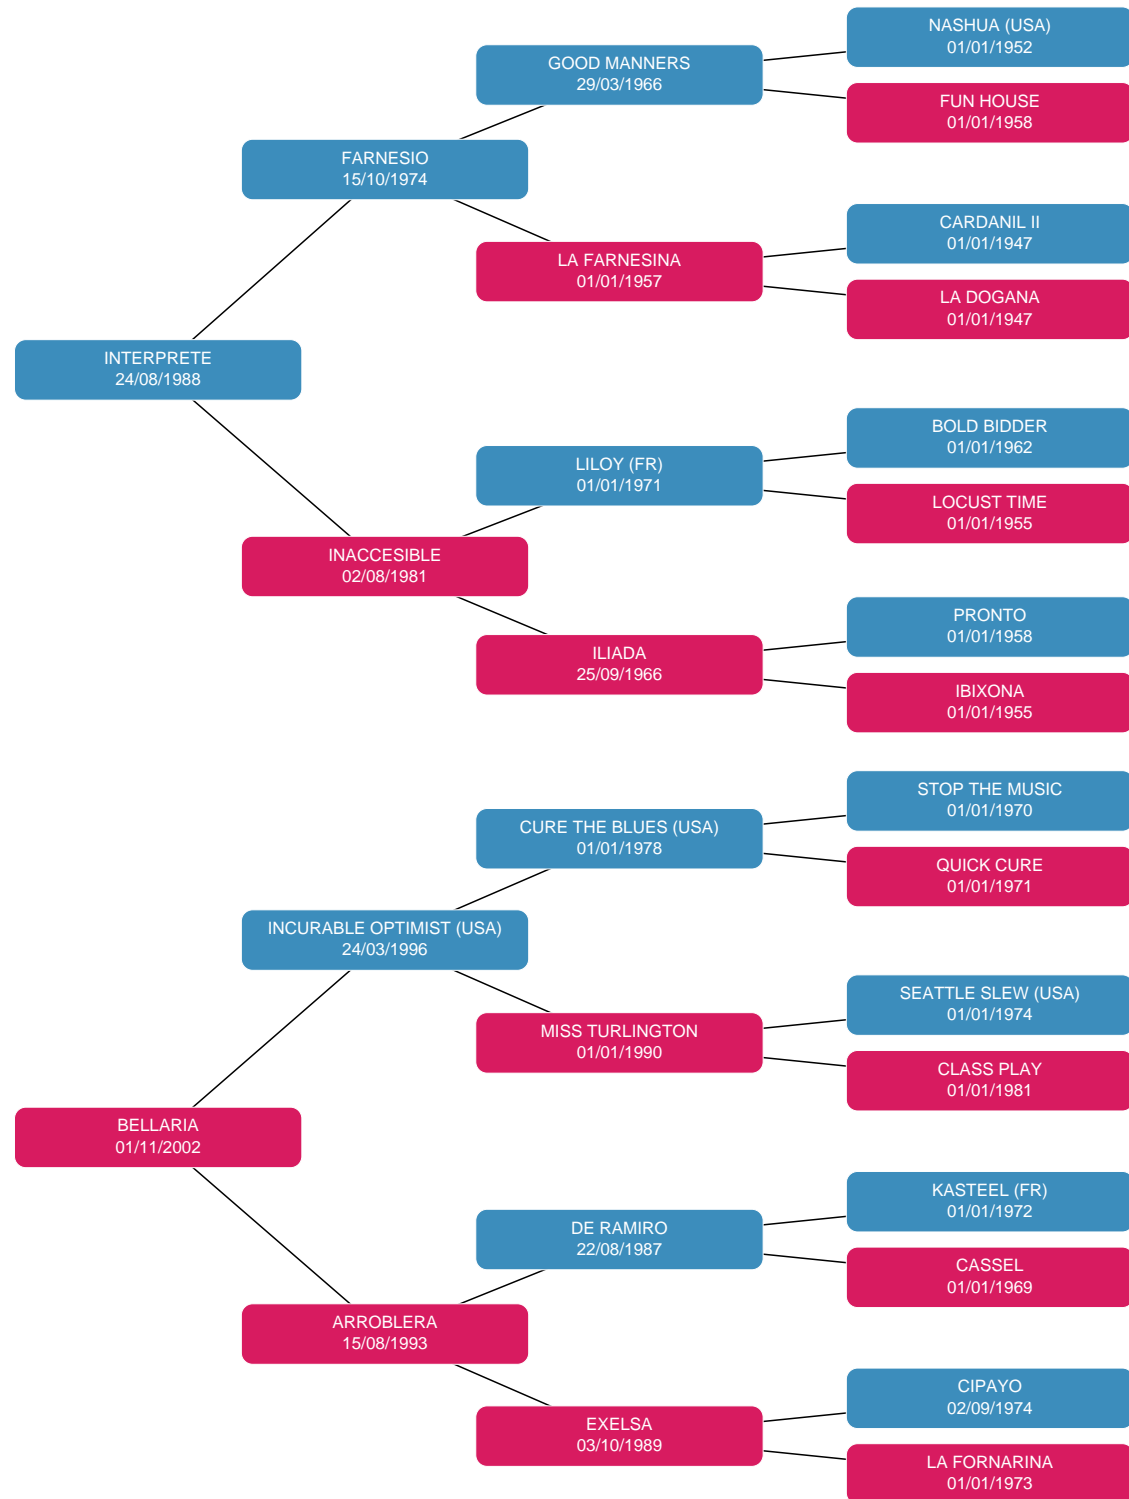 NASHUA (USA)
01/01/1952
GOOD MANNERS
29/03/1966
FUN HOUSE
01/01/1958
FARNESIO
15/10/1974
CARDANIL II
01/01/1947
LA FARNESINA
01/01/1957
LA DOGANA
01/01/1947
INTERPRETE
24/08/1988
BOLD BIDDER
01/01/1962
LILOY (FR)
01/01/1971
LOCUST TIME
01/01/1955
INACCESIBLE
02/08/1981
PRONTO
01/01/1958
ILIADA
25/09/1966
IBIXONA
01/01/1955
STOP THE MUSIC
01/01/1970
CURE THE BLUES (USA)
01/01/1978
QUICK CURE
01/01/1971
INCURABLE OPTIMIST (USA)
24/03/1996
SEATTLE SLEW (USA)
01/01/1974
MISS TURLINGTON
01/01/1990
CLASS PLAY
01/01/1981
BELLARIA
01/11/2002
KASTEEL (FR)
01/01/1972
DE RAMIRO
22/08/1987
CASSEL
01/01/1969
ARROBLERA
15/08/1993
CIPAYO
02/09/1974
EXELSA
03/10/1989
LA FORNARINA
01/01/1973